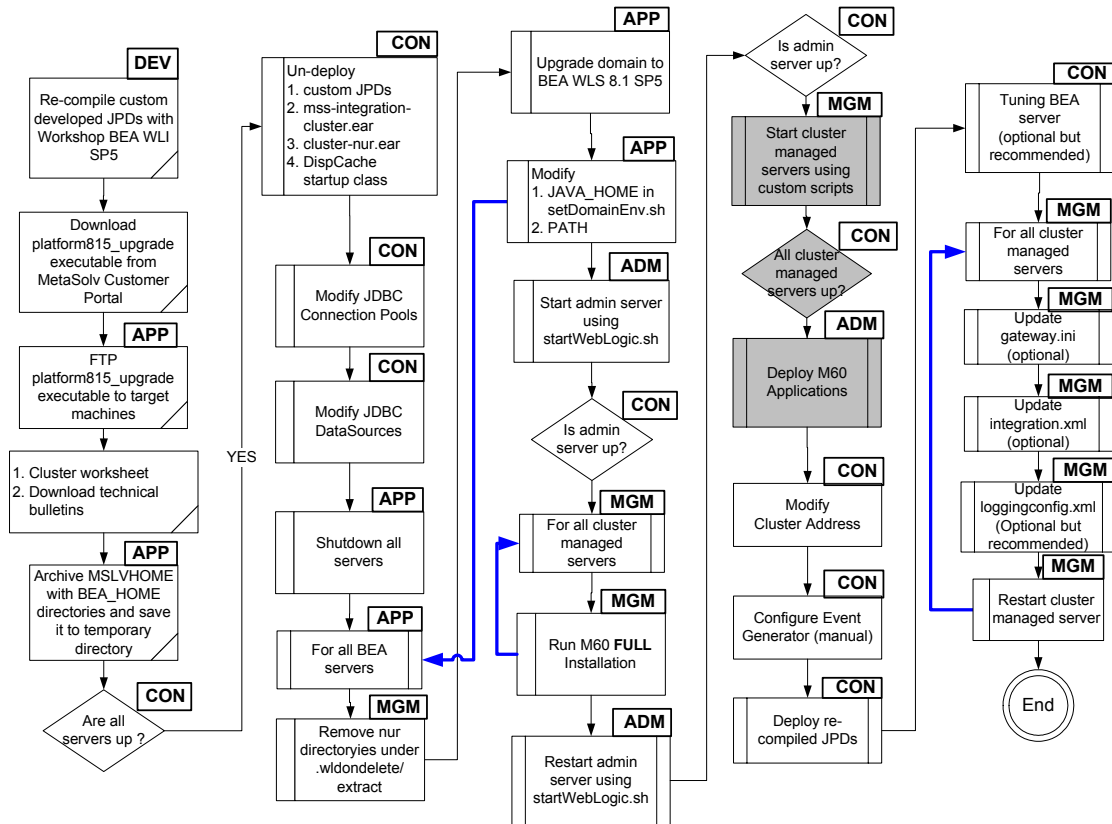 DEV
Re-compile custom
developed JPDs with
Workshop BEA WLI
SP5
Download
platform815_upgrade
executable from
MetaSolv Customer
Portal
APP
FTP
platform815_upgrade
executable to target
machines
1. Cluster worksheet
2. Download technical
bulletins
APP
Archive MSLVHOME
with BEA_HOME
directories and save
it to temporary
directory
CON
Are all
servers up ?
YES
CON
Un-deploy
1. custom JPDs
2. mss-integration-
cluster.ear
3. cluster-nur.ear
4. DispCache
startup class
CON
Modify JDBC
Connection Pools
CON
Modify JDBC
DataSources
APP
Shutdown all
servers
APP
For all BEA
servers
MGM
Remove nur
directoryies under
.wldondelete/
extract
APP
Upgrade domain to
BEA WLS 8.1 SP5
APP
Modify
1. JAVA_HOME in
setDomainEnv.sh
2. PATH
ADM
Start admin server
using
startWebLogic.sh
CON
Is admin
server up?
MGM
For all cluster
managed
servers
MGM
Run M60 FULL
Installation
ADM
Restart admin
server using
startWebLogic.sh
CON
Is admin
server up?
MGM
Start cluster
managed
servers using
custom scripts
CON
All cluster
managed
servers up?
ADM
Deploy M60
Applications
CON
Modify
Cluster Address
CON
Configure Event
Generator (manual)
CON
Deploy re-
compiled JPDs
CON
Tuning BEA
server
(optional but
recommended)
MGM
For all cluster
managed
servers
MGM
Update
gateway.ini
(optional)
MGM
Update
integration.xml
(optional)
MGM
Update
loggingconfig.xml
(Optional but
recommended)
MGM
Restart cluster
managed server
End